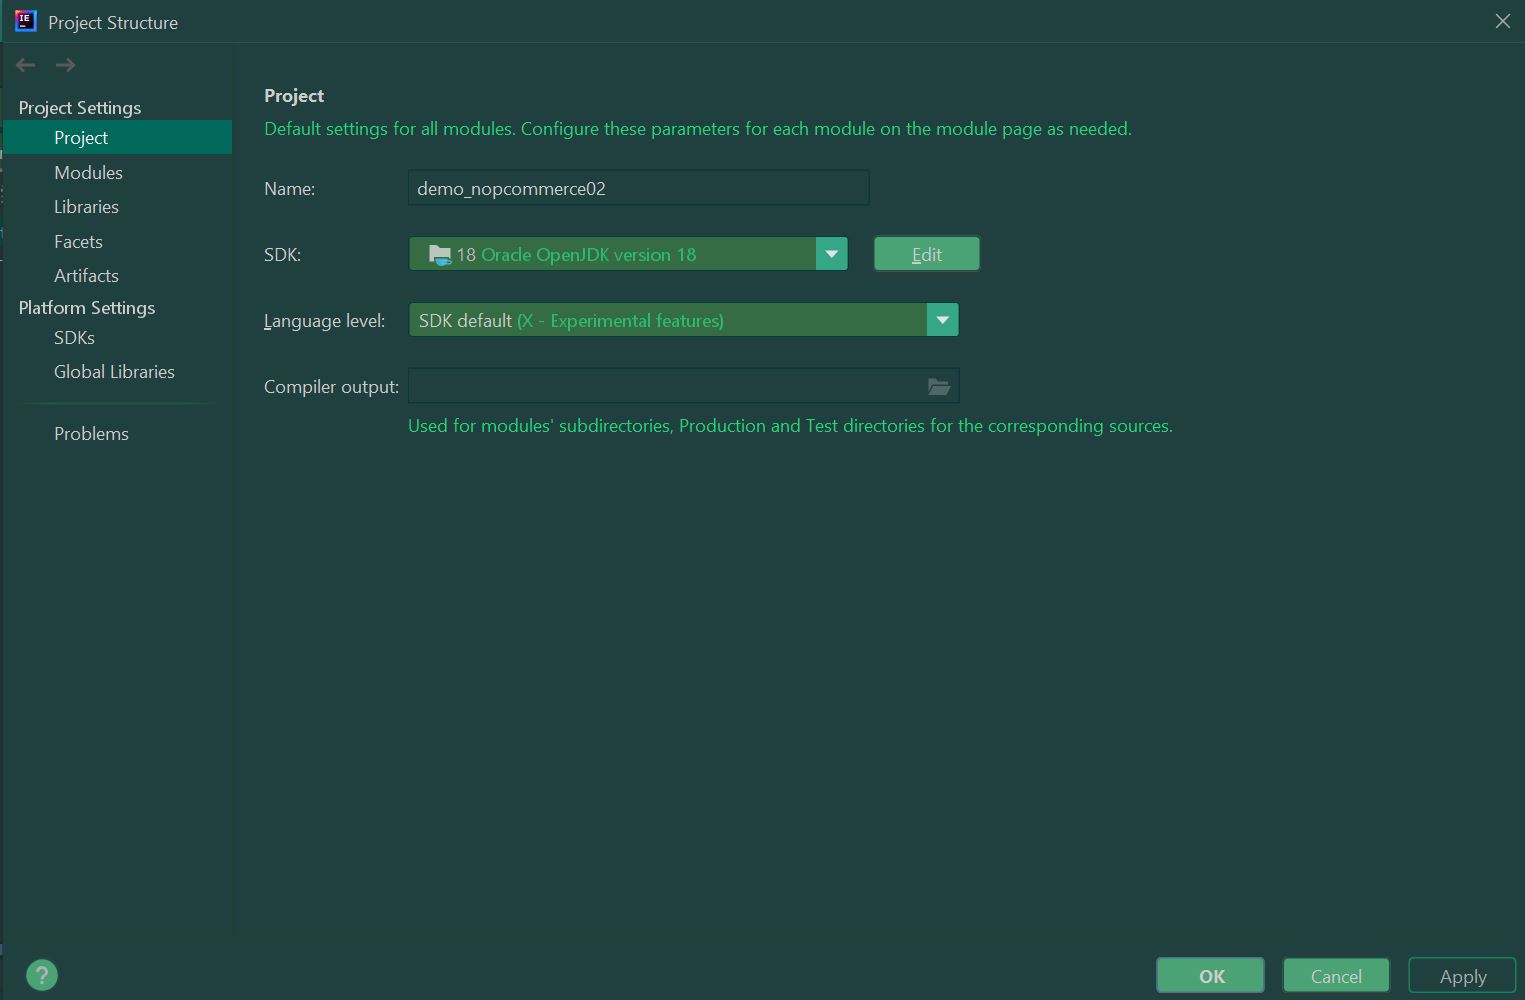 Project Structure
Project Settings
Project
Modules
Libraries
Facets
Artifacts
Platform Settings
SDKs
Global Libraries
Problems
Project
Default settings for all modules. Configure these parameters for each module on the module page as needed.
Name: demo_nopcommerce02
SDK: 18 Oracle OpenJDK version 18 Edit
Language level: SDK default (X - Experimental features)
Compiler output:
Used for modules' subdirectories, Production and Test directories for the corresponding sources.
? OK Cancel Apply